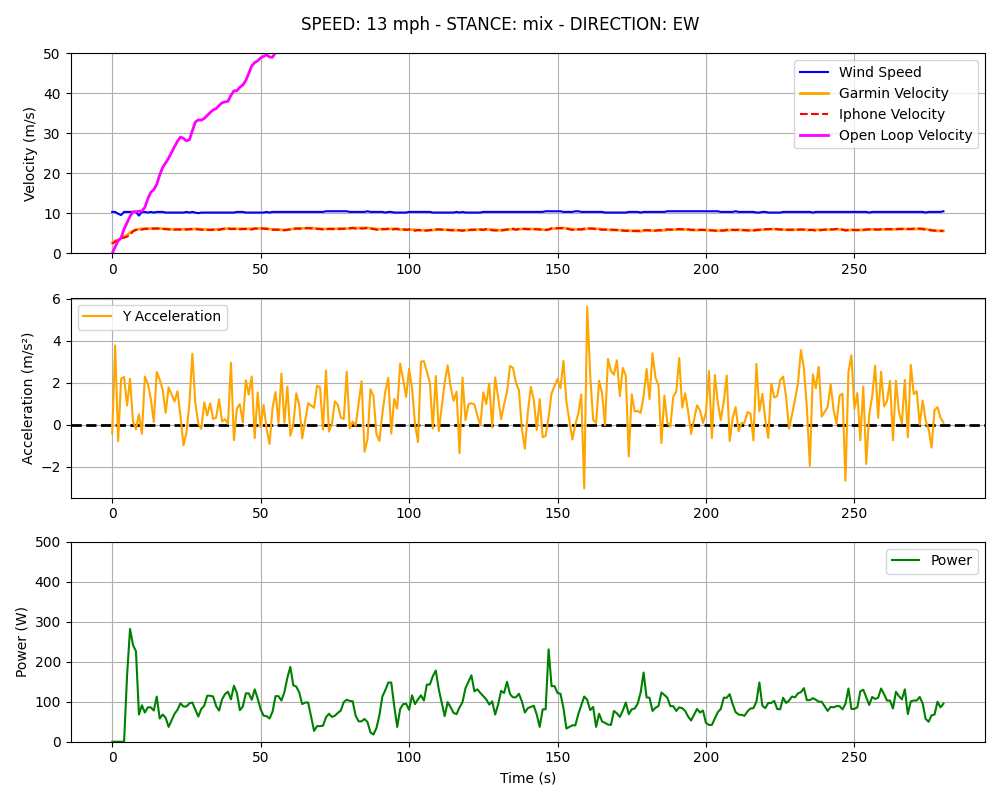 SPEED: 13 mph - STANCE: mix - DIRECTION: EW
50
40
30
20
10
0
Velocity (m/s)
Wind Speed
Garmin Velocity
Iphone Velocity
Open Loop Velocity
0 50 100 150 200 250
6
4
2
0
−2
Acceleration (m/s²)
Y Acceleration
0 50 100 150 200 250
500
400
300
200
100
0
Power (W)
Power
0 50 100 150 200 250
Time (s)